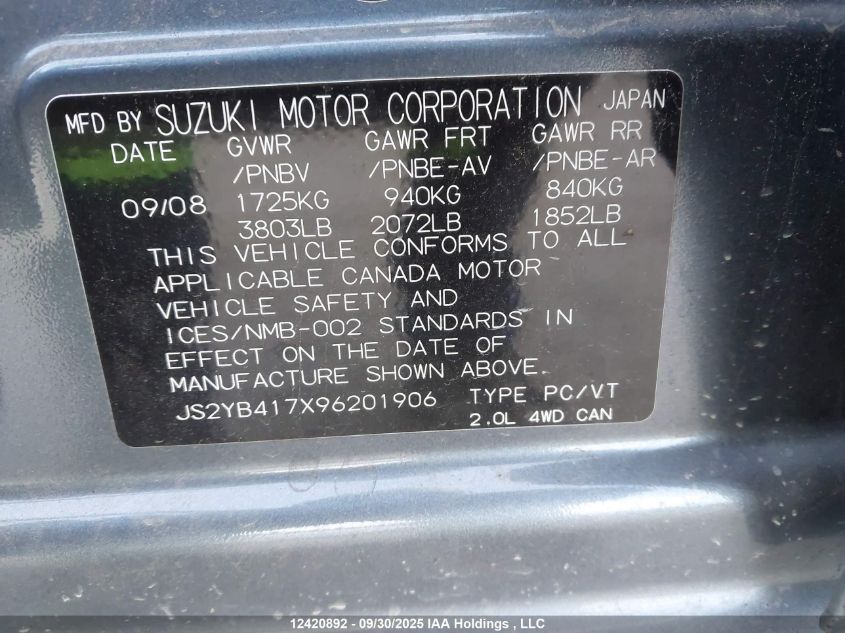 MFD BY SUZUKI MOTOR CORPORATION JAPAN
DATE GVWR GAWR FRT GAWR RR
/PNBV /PNBE-AV /PNBE-AR
09/08 1725KG 940KG 840KG
3803LB 2072LB 1852LB
THIS VEHICLE CONFORMS TO ALL
APPLICABLE CANADA MOTOR
VEHICLE SAFETY AND
ICES/NMB-002 STANDARDS IN
EFFECT ON THE DATE OF
MANUFACTURE SHOWN ABOVE.
JS2YB417X96201906 TYPE PC/VT
2.0L 4WD CAN
12420892 - 09/30/2025 IAA Holdings , LLC